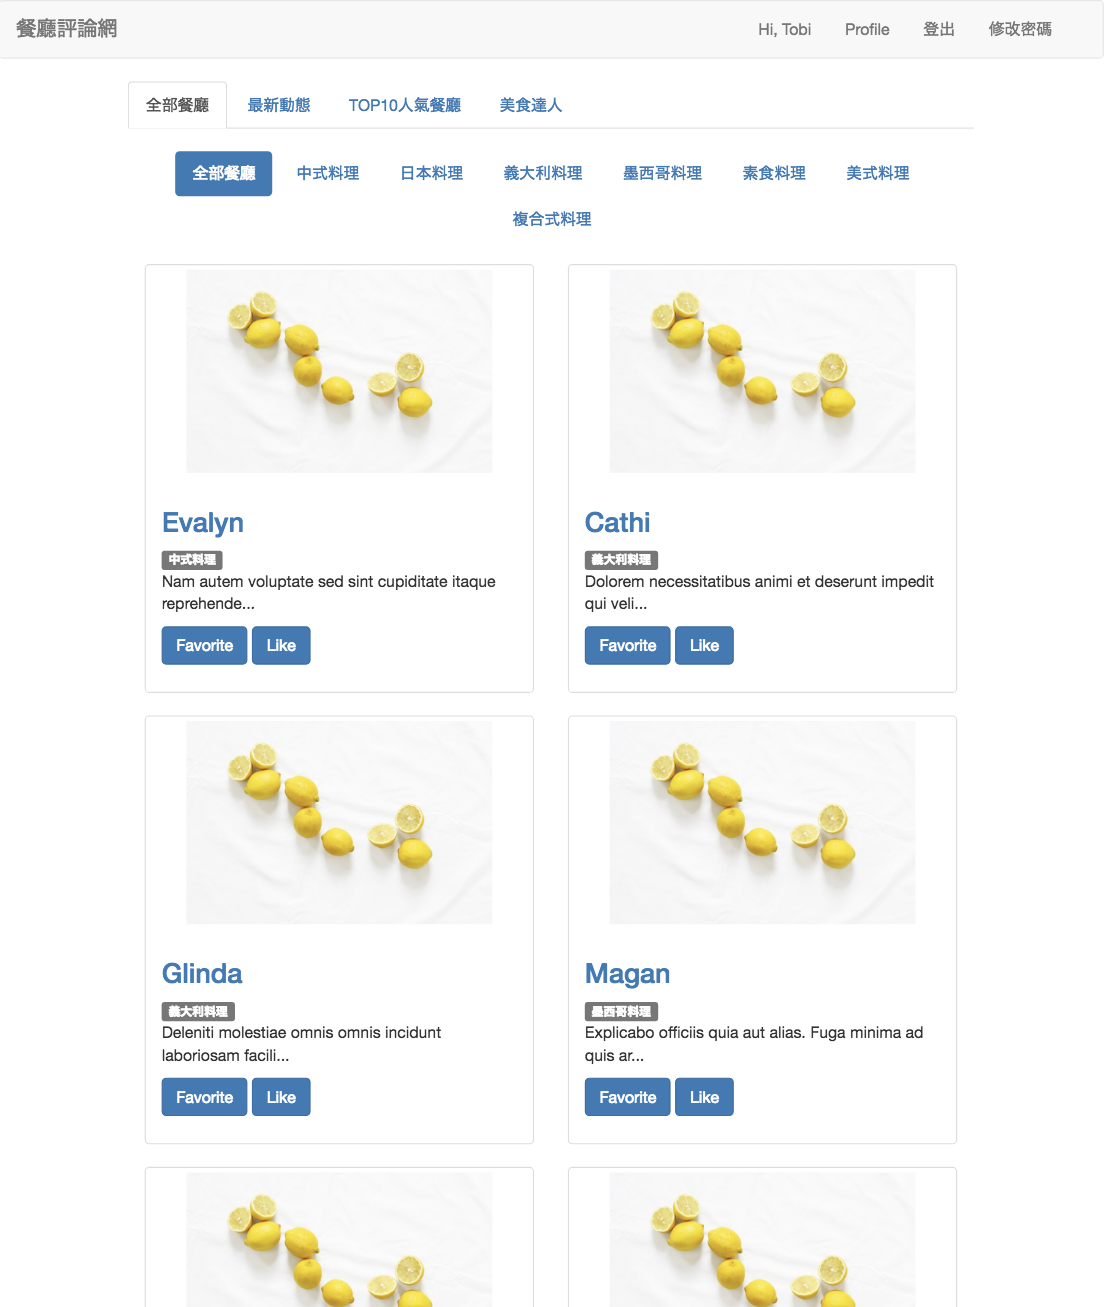 餐廳評論網 Hi, Tobi Profile 登出 修改密碼
全部餐廳 最新動態 TOP10人氣餐廳 美食達人
全部餐廳 中式料理 日本料理 義大利料理 墨西哥料理 素食料理 美式料理
複合式料理
Evalyn
中式料理
Nam autem voluptate sed sint cupiditate itaque
reprehende...
Favorite Like
Cathi
義大利料理
Dolorem necessitatibus animi et deserunt impedit
qui veli...
Favorite Like
Glinda
義大利料理
Deleniti molestiae omnis omnis incidunt
laboriosam facili...
Favorite Like
Magan
墨西哥料理
Explicabo officiis quia aut alias. Fuga minima ad
quis ar...
Favorite Like